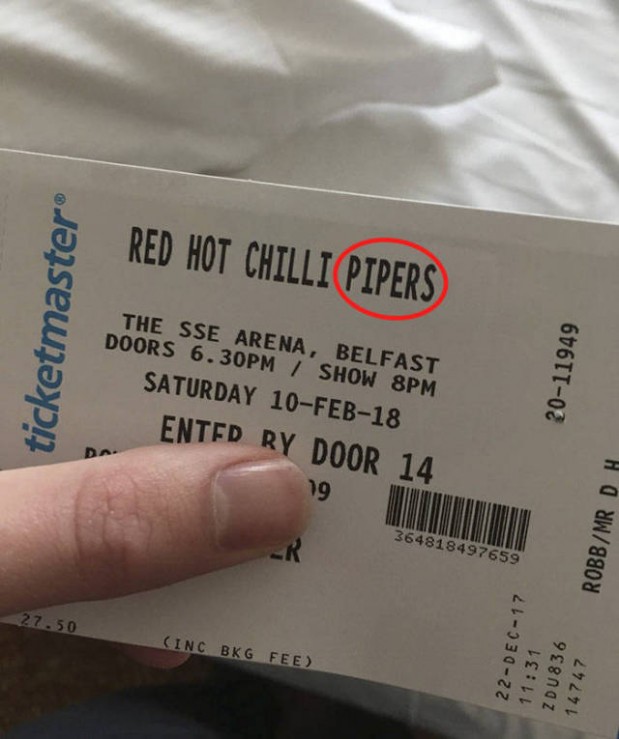 ticketmaster®
RED HOT CHILLI PIPERS
THE SSE ARENA, BELFAST
DOORS 6.30PM / SHOW 8PM
SATURDAY 10-FEB-18
ENTER BY DOOR 14
364818497659
27.50
(INC BKG FEE)
20-11949
ROBB/MR D H
22-DEC-17
11:31
ZDU836
14747